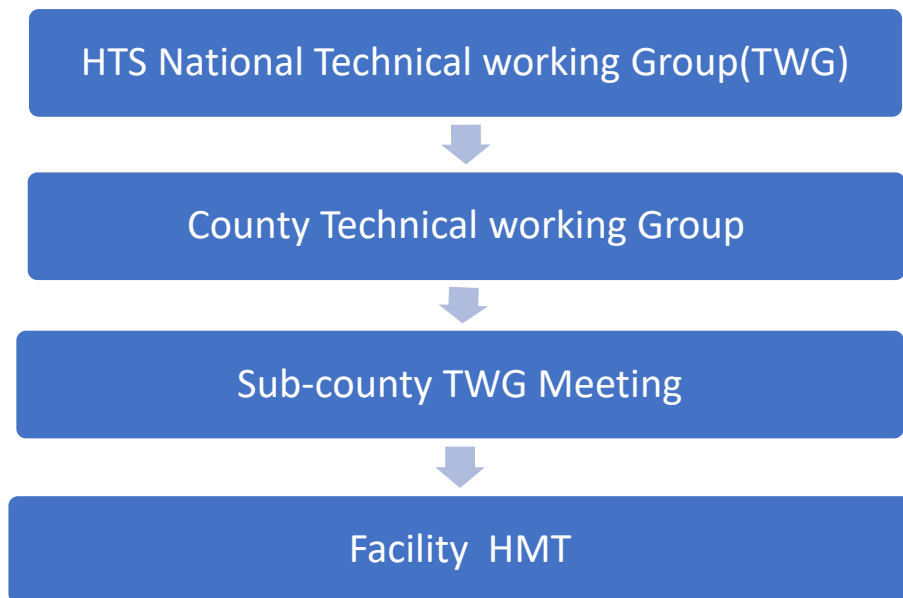 HTS National Technical working Group(TWG)
County Technical working Group
Sub-county TWG Meeting
Facility  HMT